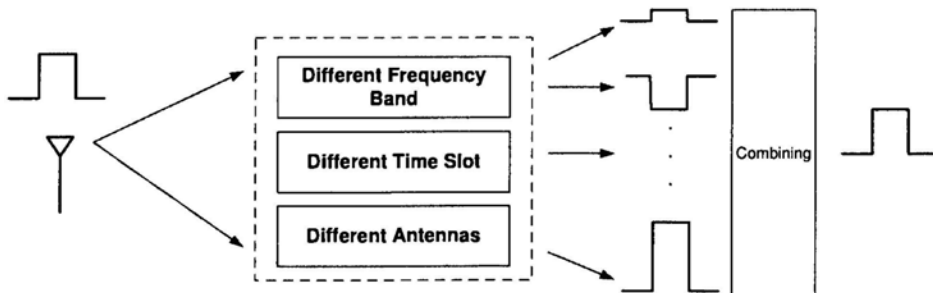 Different Frequency
Band
Different Time Slot
Different Antennas
Combining